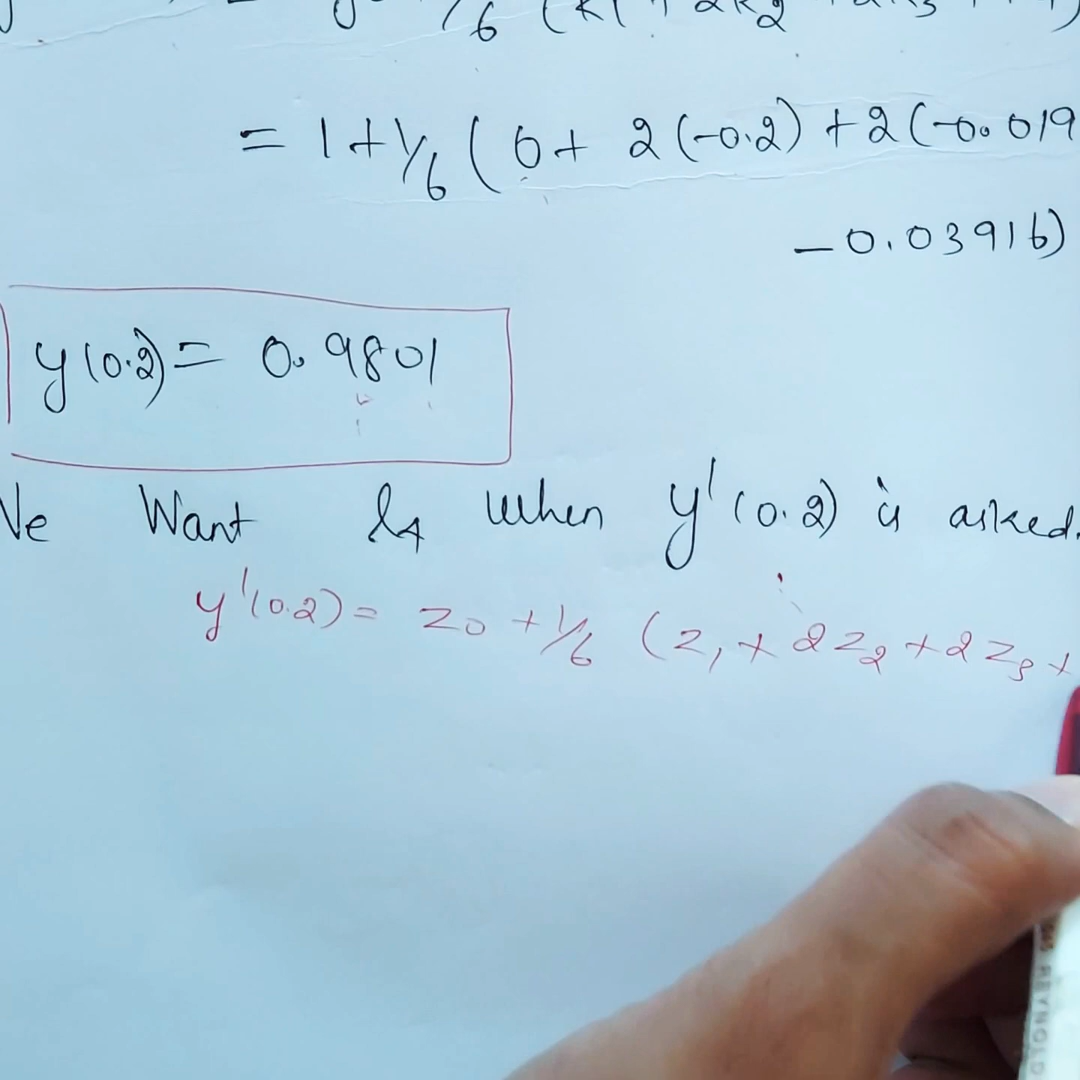 = 1 + 1/6 ( 0 + 2 (-0.2) + 2 (-0.019
- 0.03916)
y(0.2) = 0.9801
We Want l4 when y'(0.2) is asked.
y'(0.2) = z0 + 1/6 (z1 + 2z2 + 2z3 +
REYNOLD